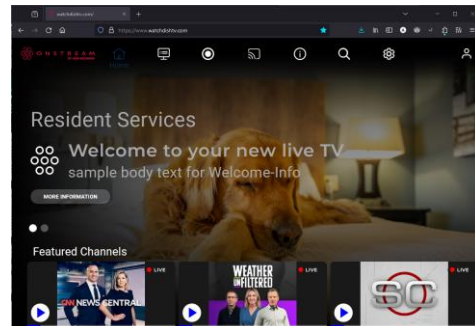 watchdishtv.com/
https://www.watchdishtv.com
ONSTREAM
Home
Resident Services
Welcome to your new live TV
sample body text for Welcome-Info
MORE INFORMATION
Featured Channels
LIVE
LIVE
LIVE
CNN NEWS CENTRAL
WEATHER
UNFILTERED
SC